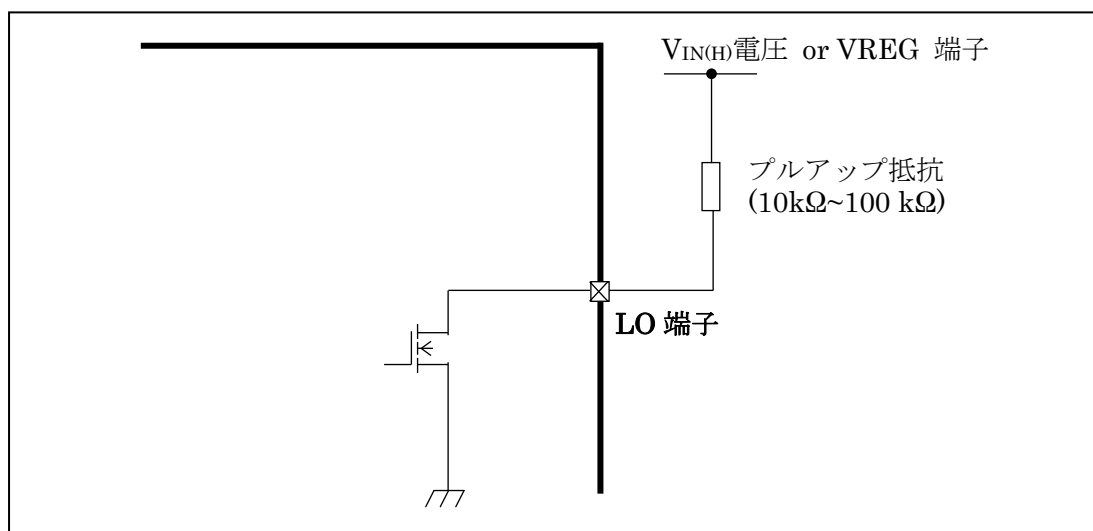 VIN(H)電圧 or VREG 端子
プルアップ抵抗
(10kΩ~100 kΩ)
LO 端子